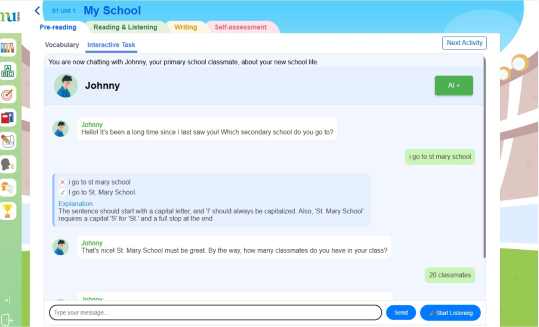 S1 Unit 1 My School
Pre-reading Reading & Listening Writing Self-assessment
Vocabulary Interactive Task Next Activity
You are now chatting with Johnny, your primary school classmate, about your new school life.
Johnny AI +
Johnny
Hello! It's been a long time since I last saw you! Which secondary school do you go to?
i go to st mary school
i go to st mary school
I go to St. Mary School.
Explanation
The sentence should start with a capital letter, and 'I' should always be capitalized. Also, 'St. Mary School'
requires a capital 'S' for 'St.' and a full stop at the end.
Johnny
That's nice! St. Mary School must be great. By the way, how many classmates do you have in your class?
20 classmates
Johnny
Type your message... Send Start Listening